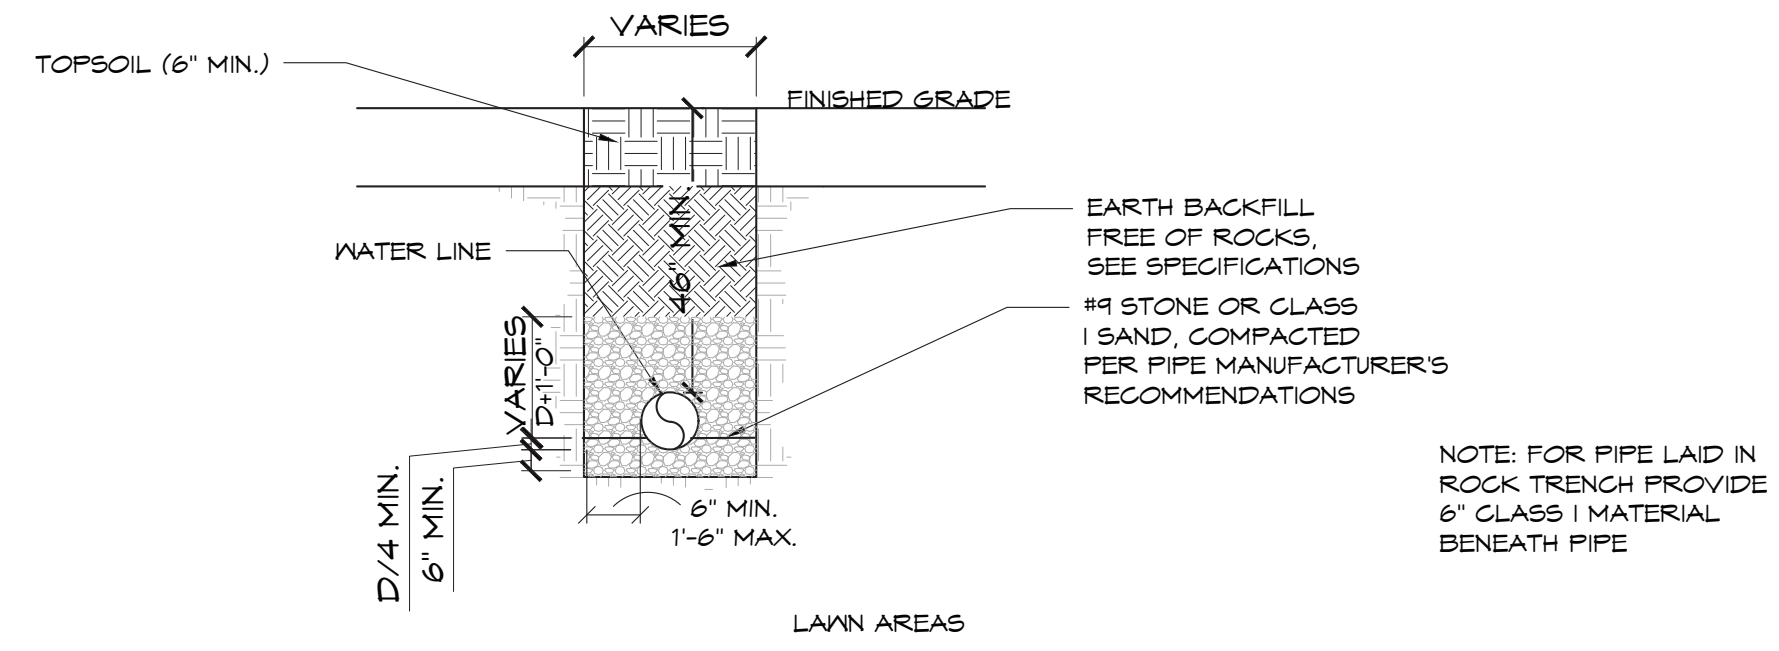 VARIES
TOPSOIL (6" MIN.)
FINISHED GRADE
EARTH BACKFILL
FREE OF ROCKS,
SEE SPECIFICATIONS
WATER LINE
46" MIN.
#9 STONE OR CLASS
I SAND, COMPACTED
PER PIPE MANUFACTURER'S
RECOMMENDATIONS
VARIES
D+1'-0"
D/4 MIN.
6" MIN.
6" MIN.
1'-6" MAX.
NOTE: FOR PIPE LAID IN
ROCK TRENCH PROVIDE
6" CLASS I MATERIAL
BENEATH PIPE
LAWN AREAS